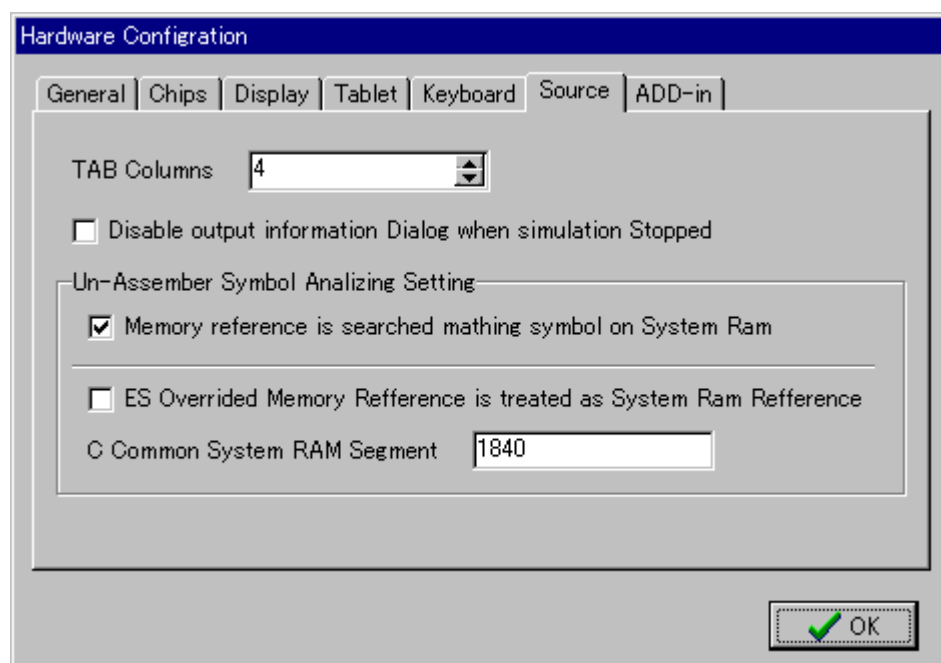 Hardware Configration
General Chips Display Tablet Keyboard Source ADD-in
TAB Columns 4
Disable output information Dialog when simulation Stopped
Un-Assember Symbol Analizing Setting
Memory reference is searched mathing symbol on System Ram
ES Overrided Memory Refference is treated as System Ram Refference
C Common System RAM Segment 1840
OK